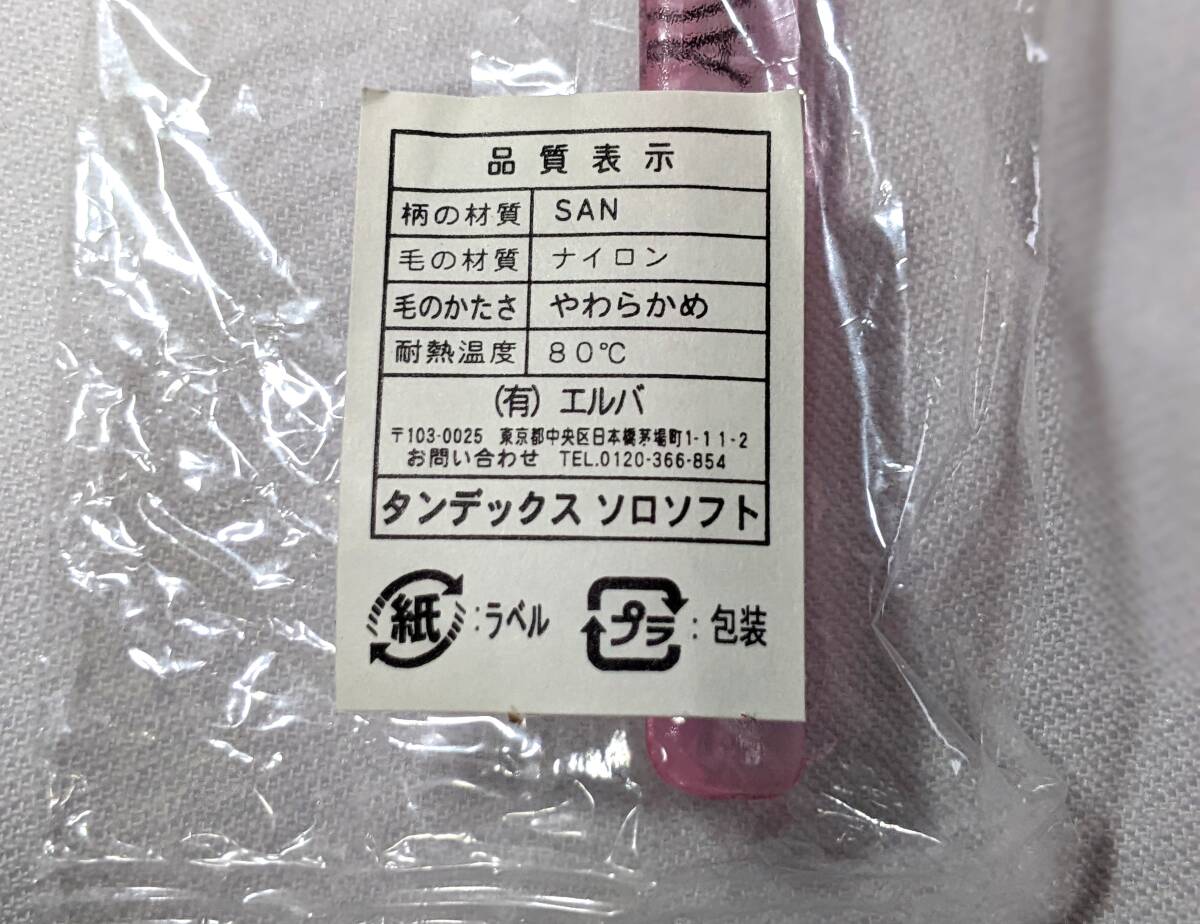 品質表示
柄の材質 SAN
毛の材質 ナイロン
毛のかたさ やわらかめ
耐熱温度 80℃
(有) エルバ
〒103-0025 東京都中央区日本橋茅場町1-11-2
お問い合わせ TEL.0120-366-854
タンデックス ソロソフト
紙 :ラベル プラ :包装